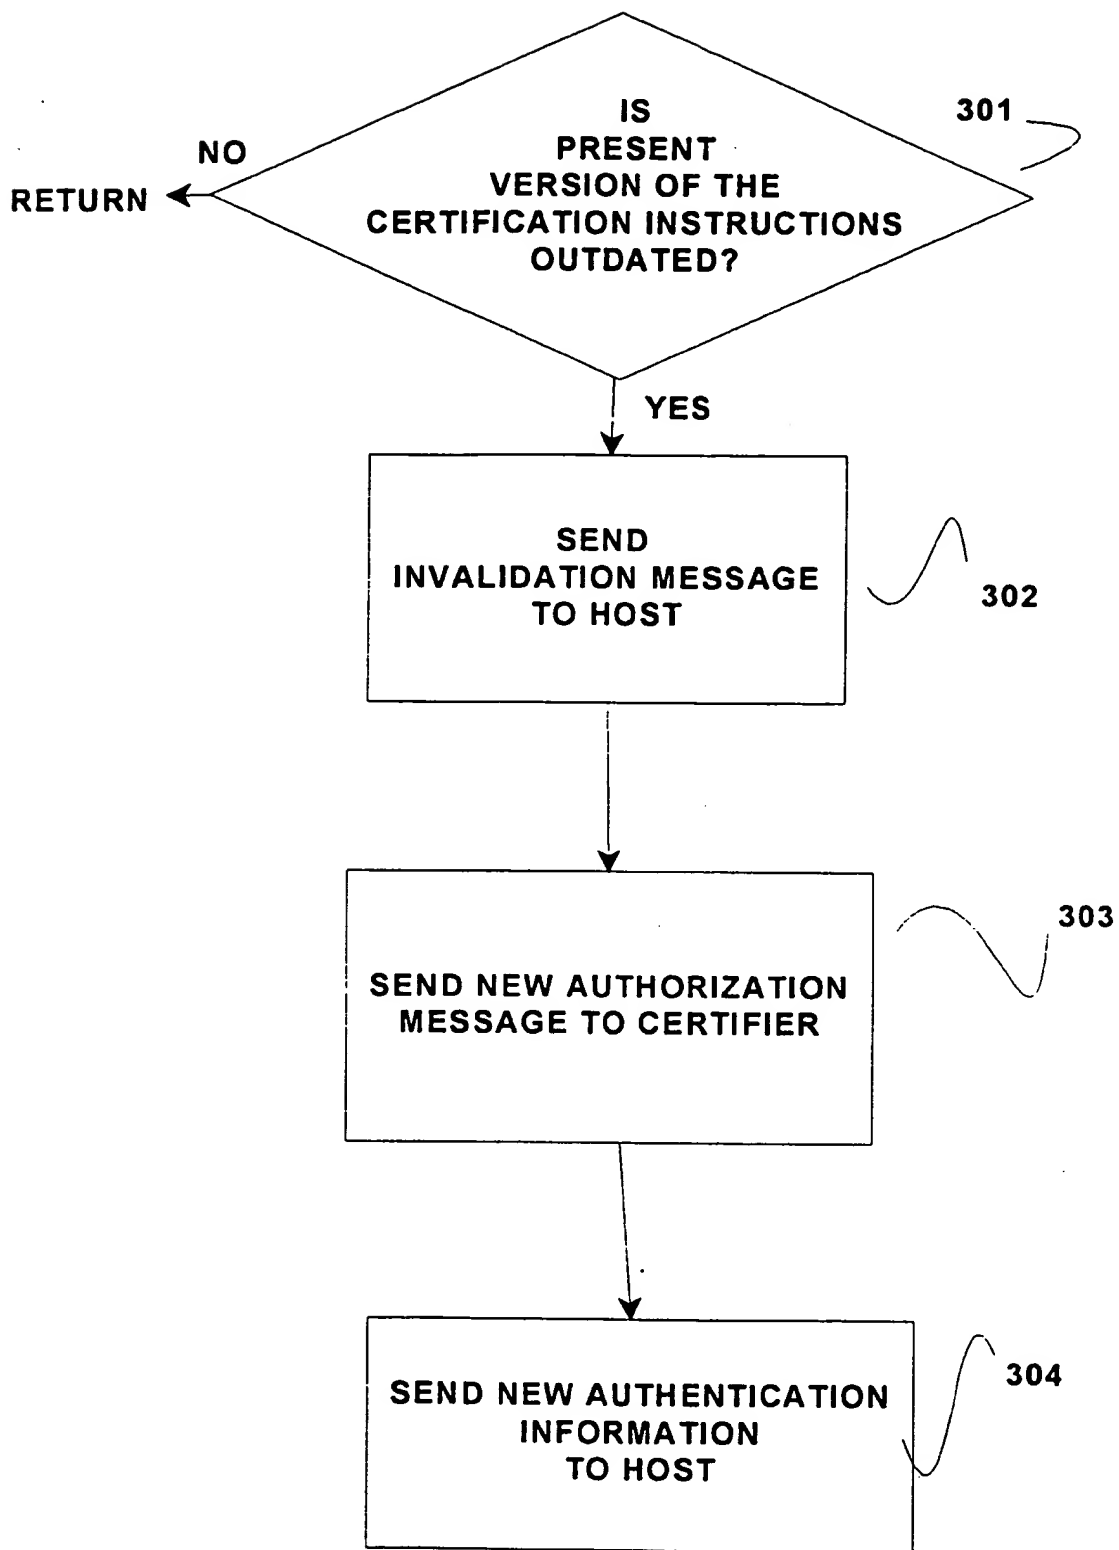 IS
PRESENT
VERSION OF THE
CERTIFICATION INSTRUCTIONS
OUTDATED?
301
NO
RETURN
YES
SEND
INVALIDATION MESSAGE
TO HOST
302
SEND NEW AUTHORIZATION
MESSAGE TO CERTIFIER
303
SEND NEW AUTHENTICATION
INFORMATION
TO HOST
304